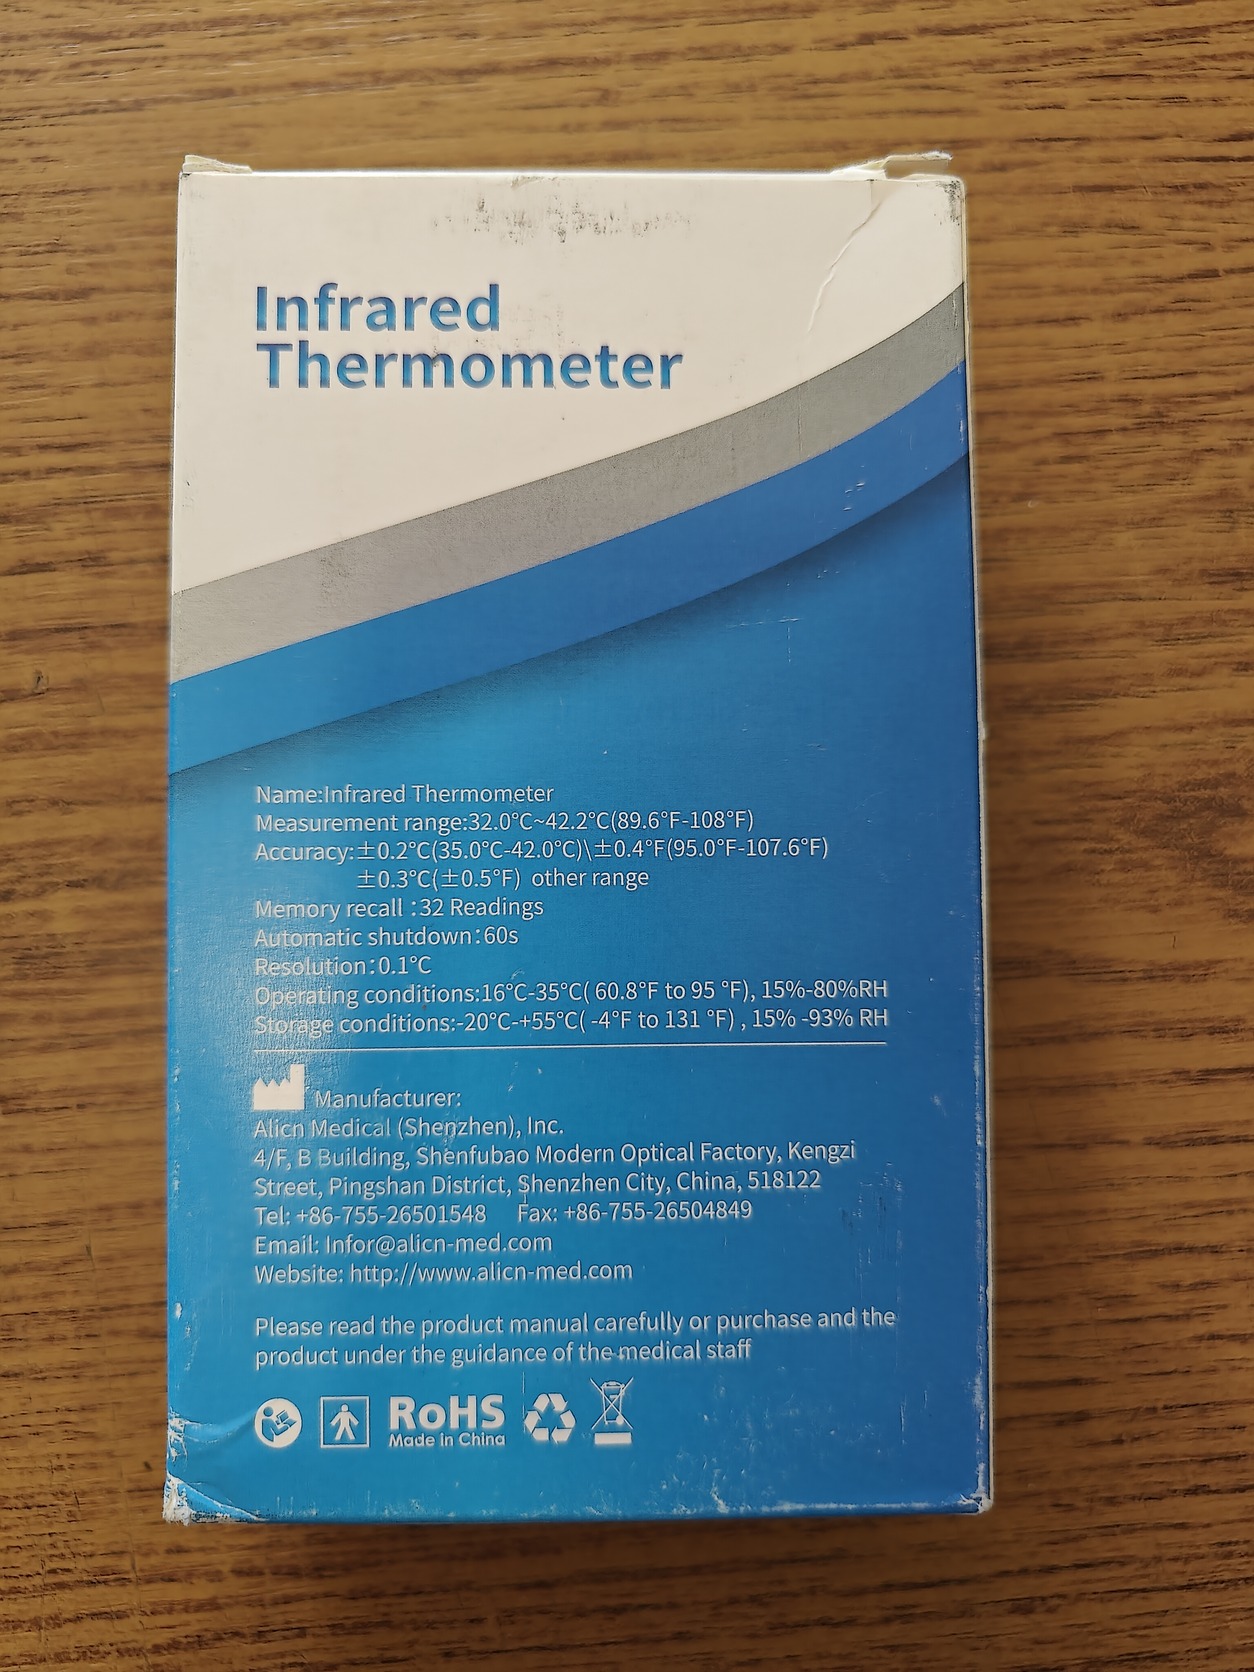 Infrared
Thermometer
Name:Infrared Thermometer
Measurement range:32.0°C~42.2°C(89.6°F-108°F)
Accuracy:±0.2°C(35.0°C-42.0°C)\±0.4°F(95.0°F-107.6°F)
±0.3°C(±0.5°F) other range
Memory recall :32 Readings
Automatic shutdown:60s
Resolution:0.1°C
Operating conditions:16°C-35°C( 60.8°F to 95 °F), 15%-80%RH
Storage conditions:-20°C-+55°C( -4°F to 131 °F) , 15% -93% RH
Manufacturer:
Alicn Medical (Shenzhen), Inc.
4/F, B Building, Shenfubao Modern Optical Factory, Kengzi
Street, Pingshan District, Shenzhen City, China, 518122
Tel: +86-755-26501548 Fax: +86-755-26504849
Email: Infor@alicn-med.com
Website: http://www.alicn-med.com
Please read the product manual carefully or purchase and the
product under the guidance of the medical staff
RoHS
Made in China